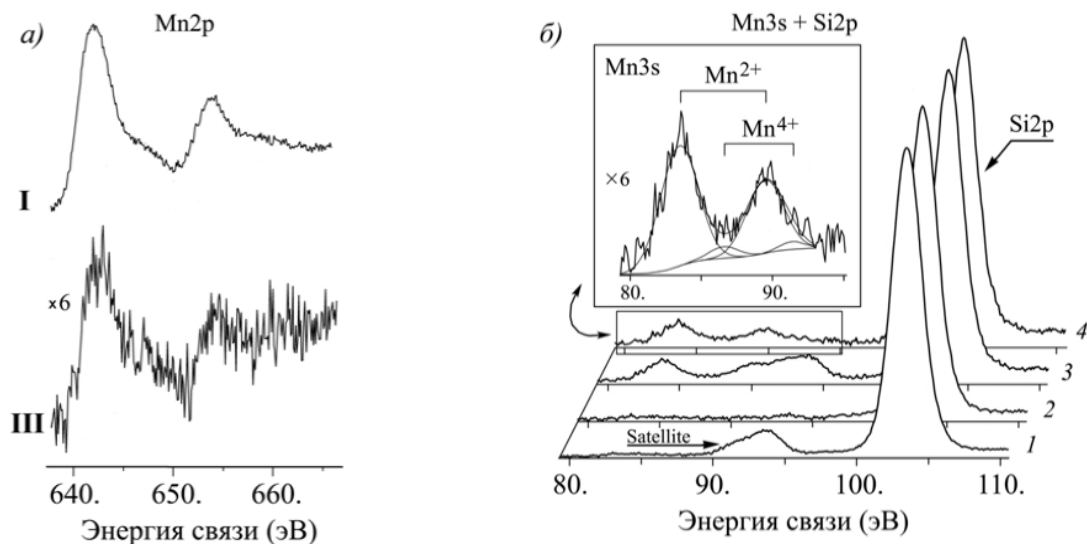 а)
Mn2p
I
×6
III
640.
650.
660.
Энергия связи (эВ)
б)
Mn3s + Si2p
Mn3s
Mn²⁺
Mn⁴⁺
×6
80.
90.
Si2p
4
3
2
1
Satellite
80.
90.
100.
110.
Энергия связи (эВ)